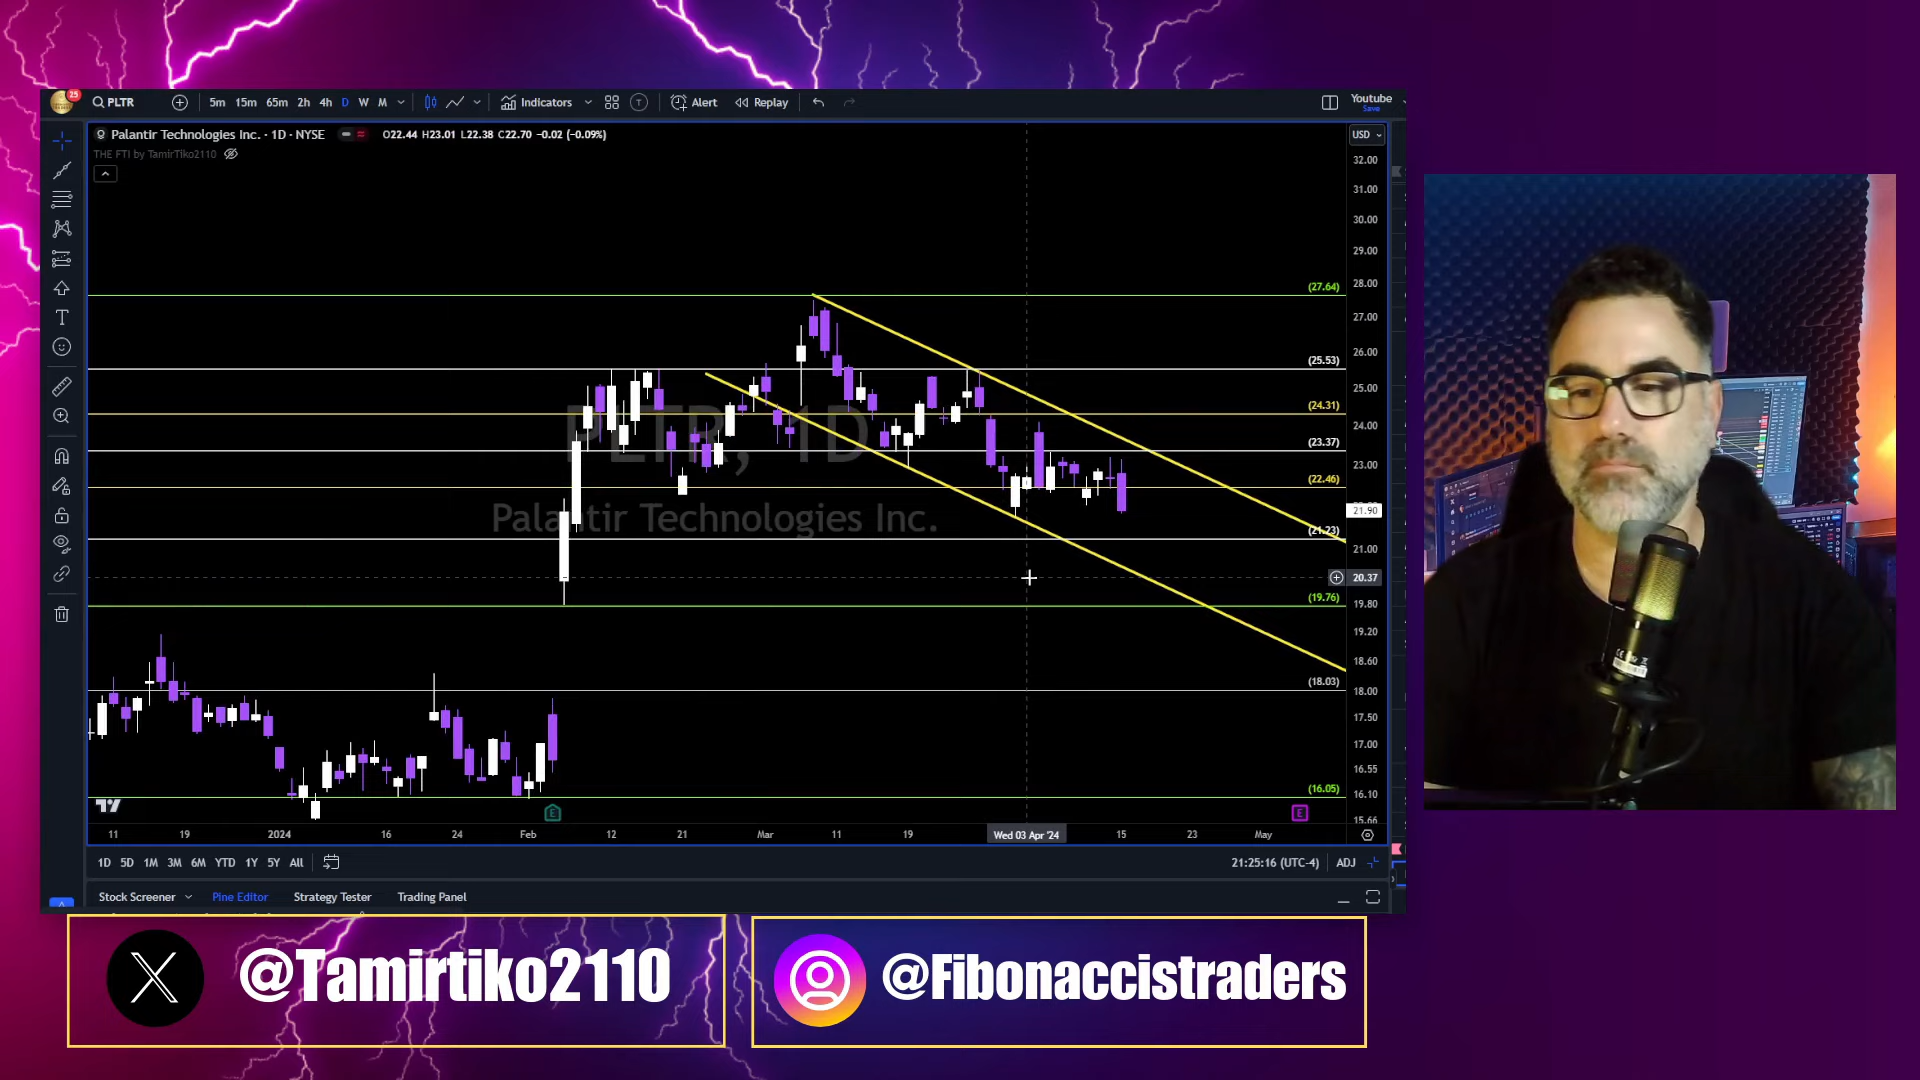 25
PLTR
5m 15m 65m 2h 4h D W M
Indicators
T
Alert
Replay
Youtube
Save
Palantir Technologies Inc. · 1D · NYSE
O22.44 H23.01 L22.38 C22.70 -0.02 (-0.09%)
USD
THE FTI by TamirTiko2110
32.00
31.00
30.00
29.00
28.00
(27.64)
27.00
26.00
(25.53)
25.00
(24.31)
24.00
(23.37)
23.00
(22.46)
21.90
(21.23)
21.00
20.37
(19.76)
19.80
19.20
18.60
(18.03)
18.00
17.50
17.00
16.55
16.10
(16.05)
15.66
PLTR, 1D
Palantir Technologies Inc.
E
E
11 19 2024 16 24 Feb 12 21 Mar 11 19 Wed 03 Apr '24 15 23 May
1D 5D 1M 3M 6M YTD 1Y 5Y All
21:25:16 (UTC-4) ADJ
Stock Screener Pine Editor Strategy Tester Trading Panel
@Tamirtiko2110
@Fibonaccistraders